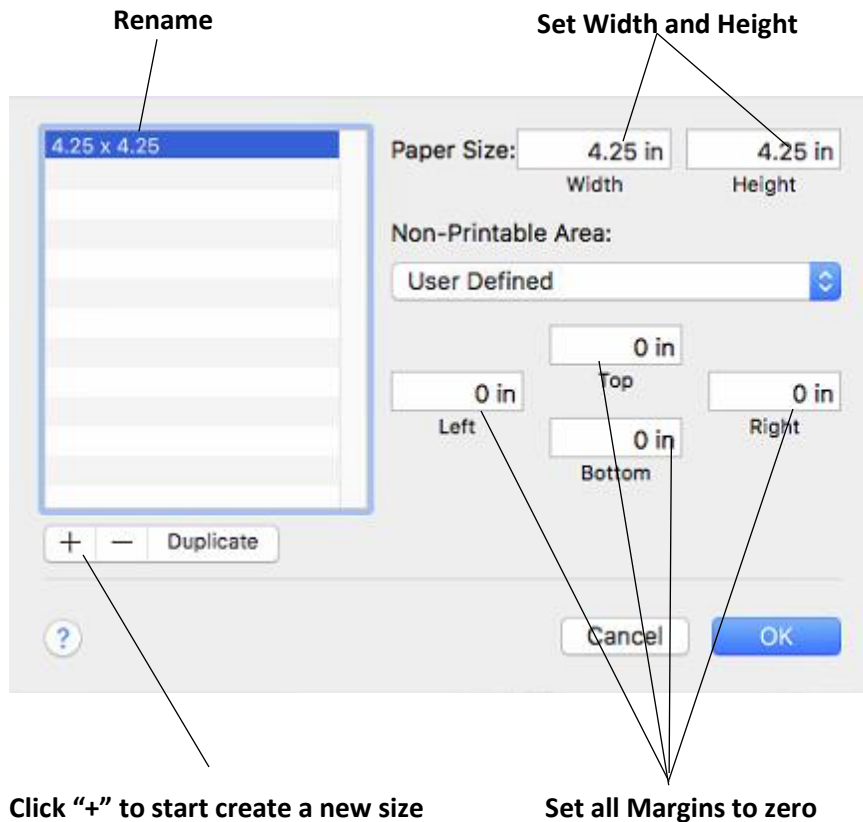 Rename
Set Width and Height
4.25 x 4.25
Paper Size: 4.25 in 4.25 in
Width Height
Non-Printable Area:
User Defined
0 in
Top
0 in 0 in
Left Right
0 in
Bottom
+ − Duplicate
? Cancel OK
Click “+” to start create a new size
Set all Margins to zero